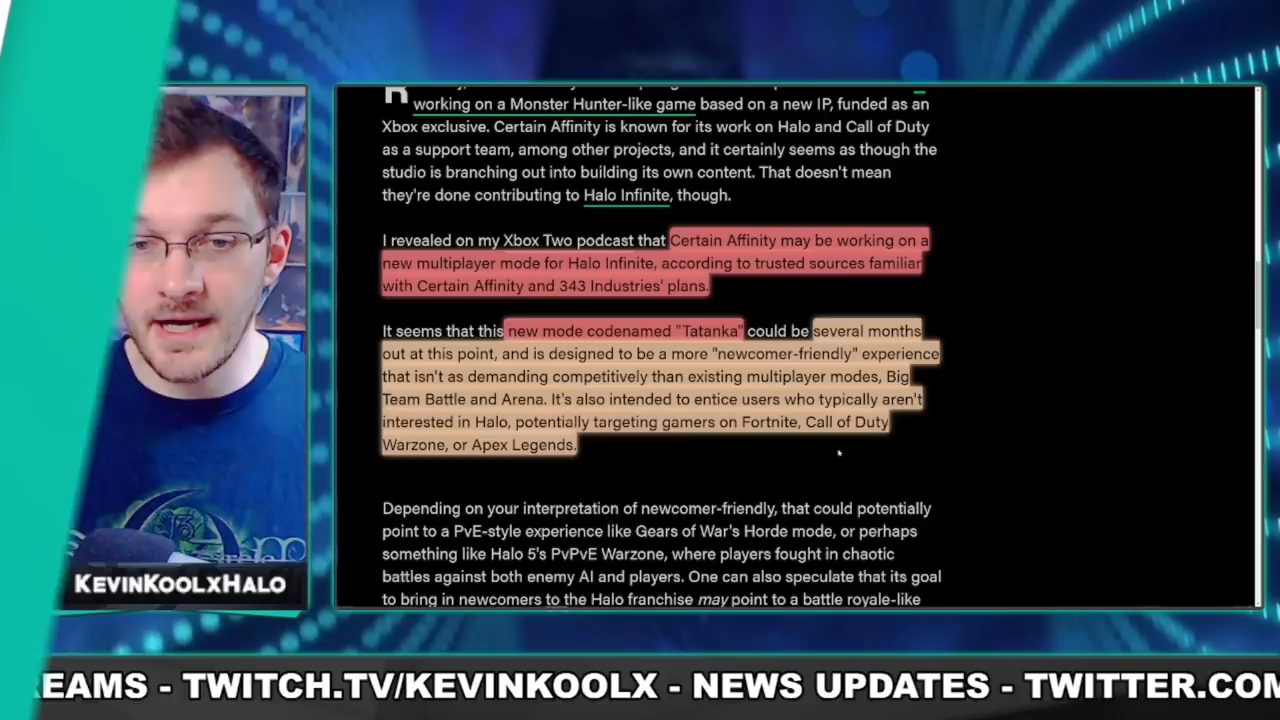 R
working on a Monster Hunter-like game based on a new IP, funded as an
Xbox exclusive. Certain Affinity is known for its work on Halo and Call of Duty
as a support team, among other projects, and it certainly seems as though the
studio is branching out into building its own content. That doesn't mean
they're done contributing to Halo Infinite, though.
I revealed on my Xbox Two podcast that Certain Affinity may be working on a
new multiplayer mode for Halo Infinite, according to trusted sources familiar
with Certain Affinity and 343 Industries' plans.
It seems that this new mode codenamed "Tatanka" could be several months
out at this point, and is designed to be a more "newcomer-friendly" experience
that isn't as demanding competitively than existing multiplayer modes, Big
Team Battle and Arena. It's also intended to entice users who typically aren't
interested in Halo, potentially targeting gamers on Fortnite, Call of Duty
Warzone, or Apex Legends.
Depending on your interpretation of newcomer-friendly, that could potentially
point to a PvE-style experience like Gears of War's Horde mode, or perhaps
something like Halo 5's PvPvE Warzone, where players fought in chaotic
battles against both enemy AI and players. One can also speculate that its goal
to bring in newcomers to the Halo franchise may point to a battle royale-like
KEVINKOOLXHALO
REAMS - TWITCH.TV/KEVINKOOLX - NEWS UPDATES - TWITTER.COM